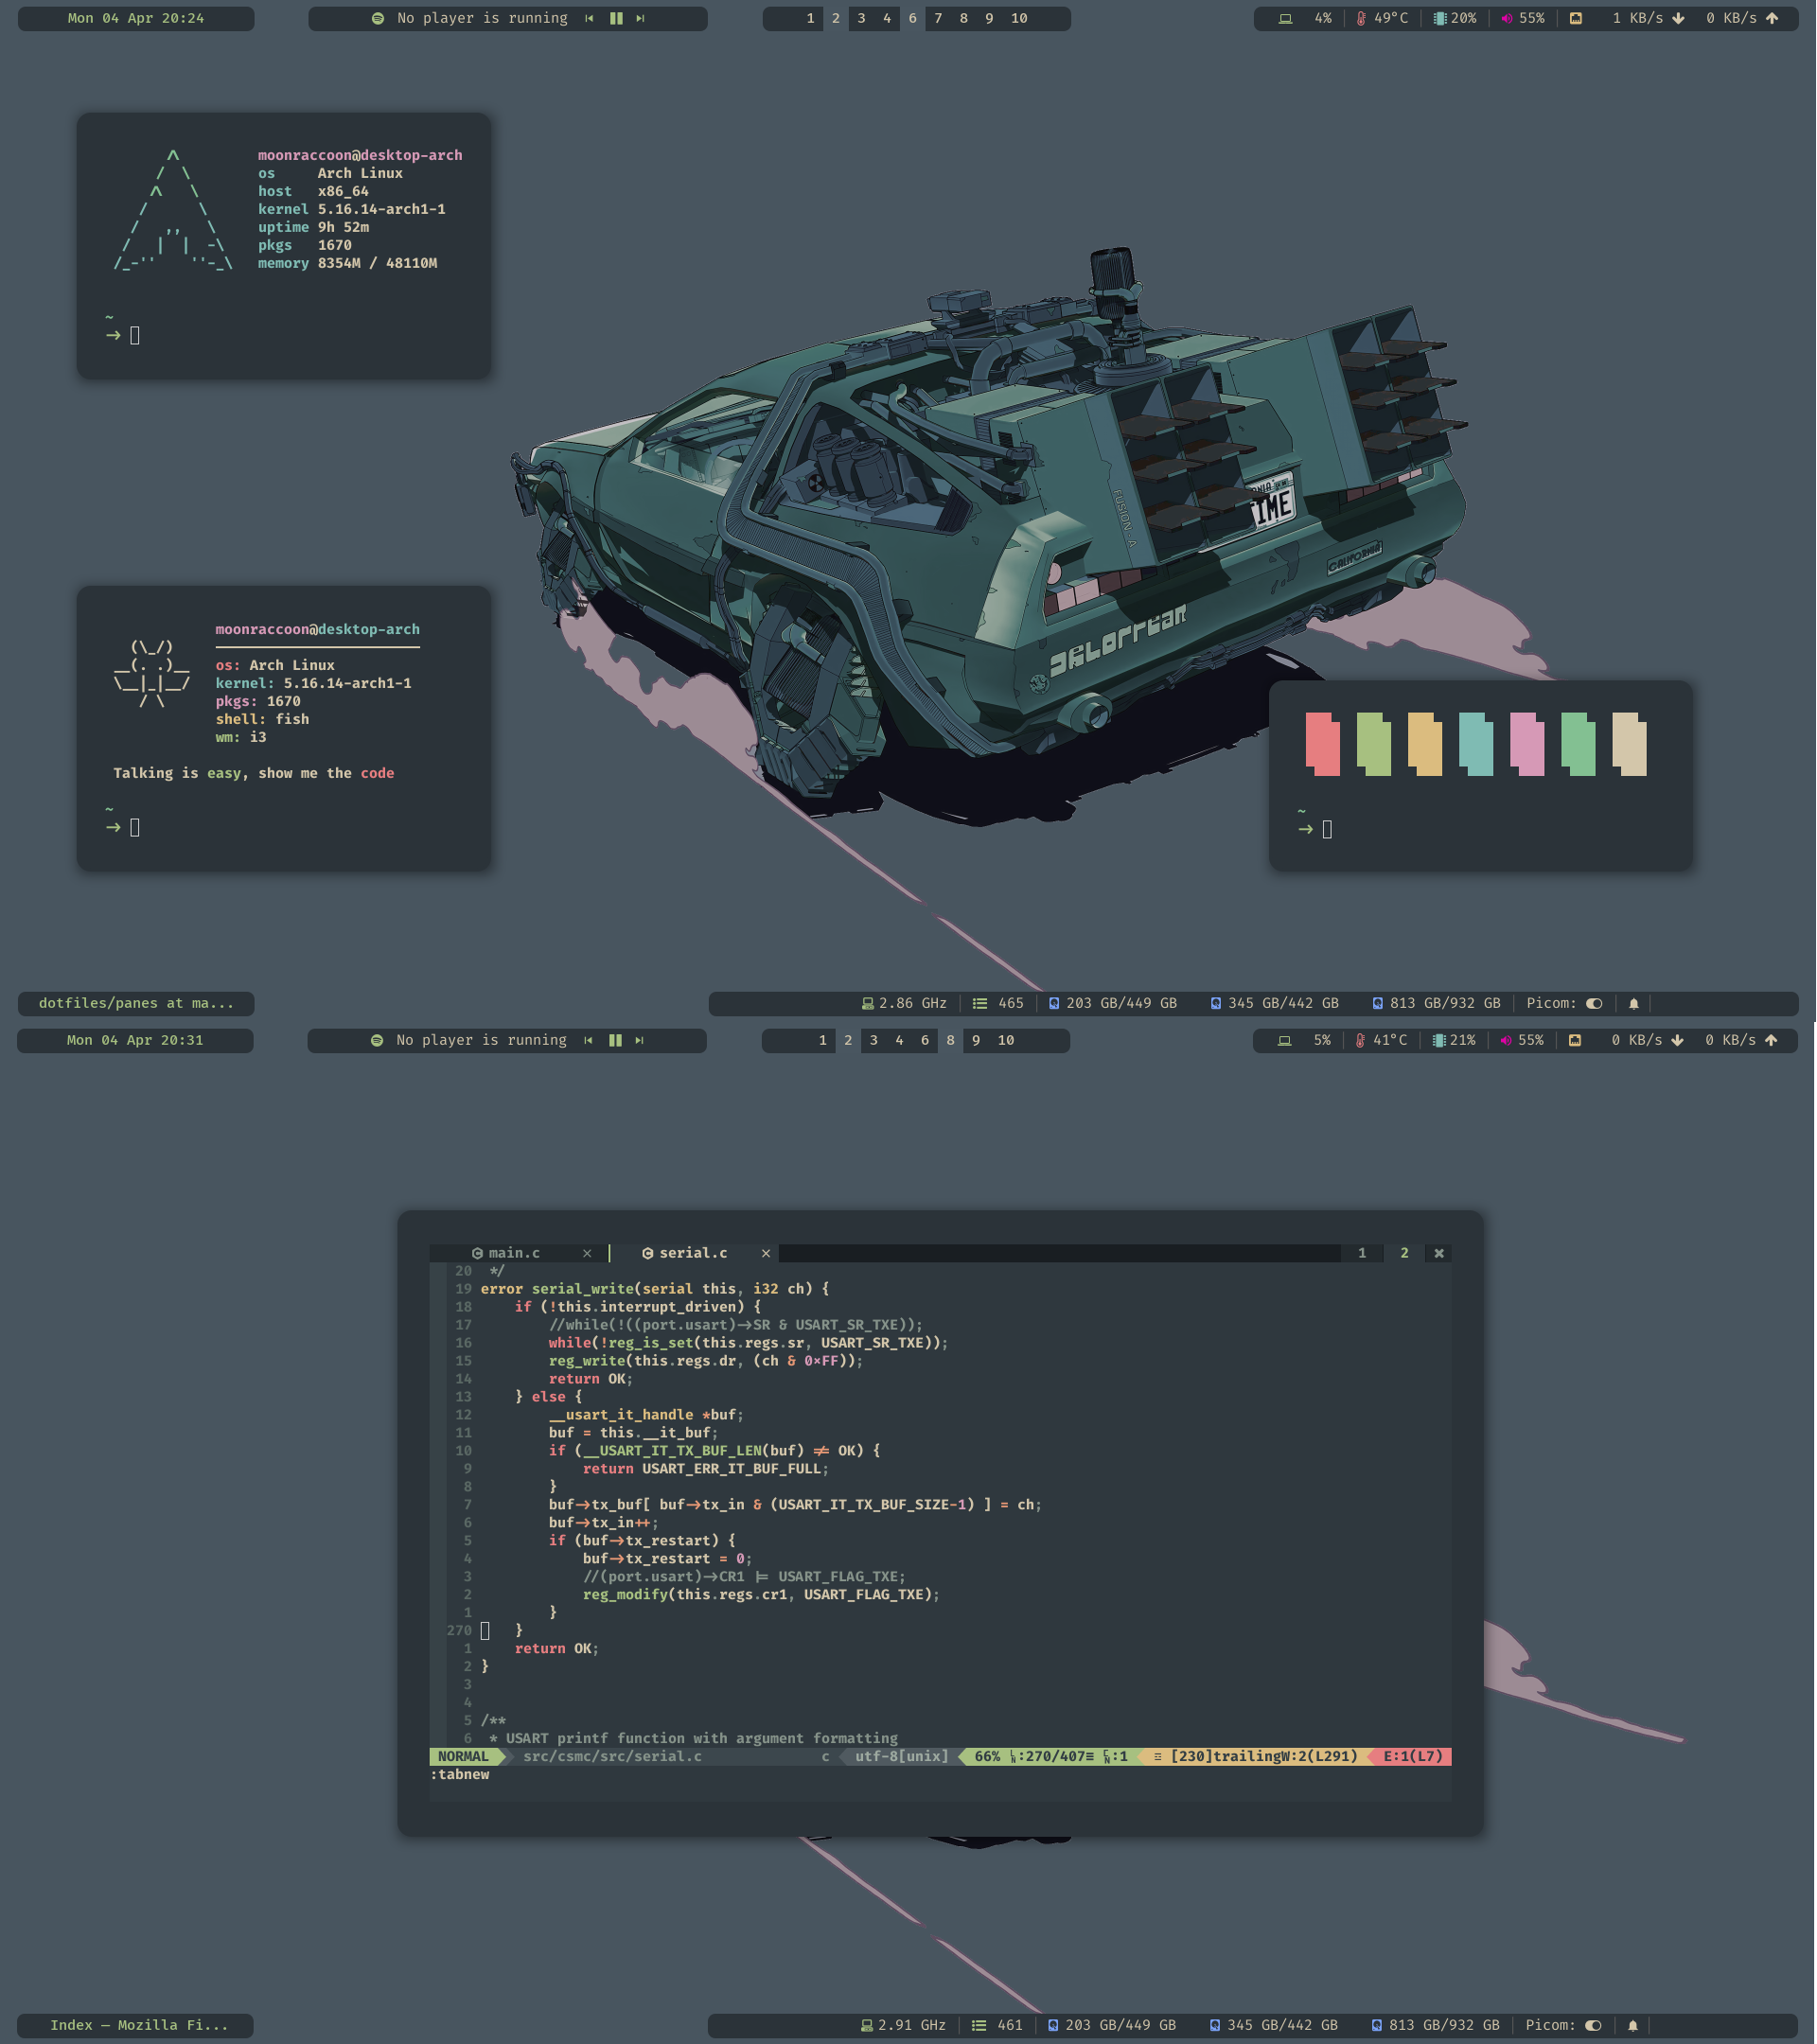 Mon 04 Apr 20:24
No player is running
1 2 3 4 6 7 8 9 10
4% 49°C 20% 55% 1 KB/s 0 KB/s
moonraccoon@desktop-arch
os Arch Linux
host x86_64
kernel 5.16.14-arch1-1
uptime 9h 52m
pkgs 1670
memory 8354M / 48110M
~
→
FUSION A
IME
CALIFORNIA
moonraccoon@desktop-arch
os: Arch Linux
kernel: 5.16.14-arch1-1
pkgs: 1670
shell: fish
wm: i3
Talking is easy, show me the code
~
→
~
→
dotfiles/panes at ma...
2.86 GHz 465 203 GB/449 GB 345 GB/442 GB 813 GB/932 GB Picom:
Mon 04 Apr 20:31
No player is running
1 2 3 4 6 8 9 10
5% 41°C 21% 55% 0 KB/s 0 KB/s
main.c × serial.c × 1 2 ×
20 */
19 error serial_write(serial this, i32 ch) {
18 if (!this.interrupt_driven) {
17 //while(!((port.usart)->SR & USART_SR_TXE));
16 while(!reg_is_set(this.regs.sr, USART_SR_TXE));
15 reg_write(this.regs.dr, (ch & 0xFF));
14 return OK;
13 } else {
12 __usart_it_handle *buf;
11 buf = this.__it_buf;
10 if (__USART_IT_TX_BUF_LEN(buf) != OK) {
9 return USART_ERR_IT_BUF_FULL;
8 }
7 buf->tx_buf[ buf->tx_in & (USART_IT_TX_BUF_SIZE-1) ] = ch;
6 buf->tx_in++;
5 if (buf->tx_restart) {
4 buf->tx_restart = 0;
3 //(port.usart)->CR1 |= USART_FLAG_TXE;
2 reg_modify(this.regs.cr1, USART_FLAG_TXE);
1 }
270 }
1 return OK;
2 }
3
4
5 /**
6 * USART printf function with argument formatting
NORMAL src/csmc/src/serial.c c utf-8[unix] 66% :270/407≡ :1 Ξ [230]trailingW:2(L291) E:1(L7)
:tabnew
Index — Mozilla Fi...
2.91 GHz 461 203 GB/449 GB 345 GB/442 GB 813 GB/932 GB Picom: